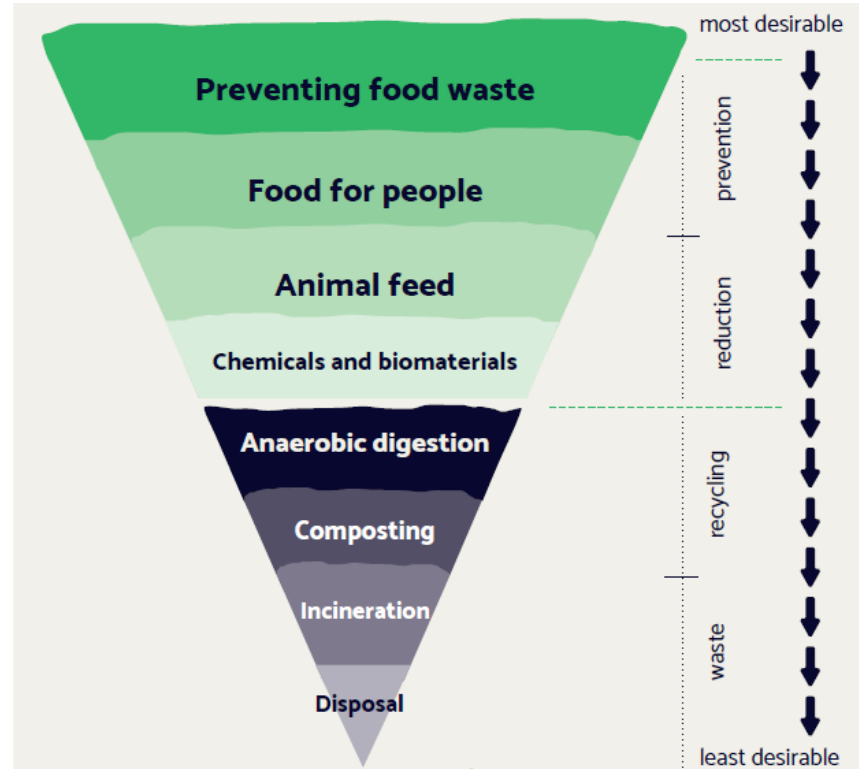 most desirable
Preventing food waste
prevention
Food for people
Animal feed
reduction
Chemicals and biomaterials
Anaerobic digestion
recycling
Composting
Incineration
waste
Disposal
least desirable